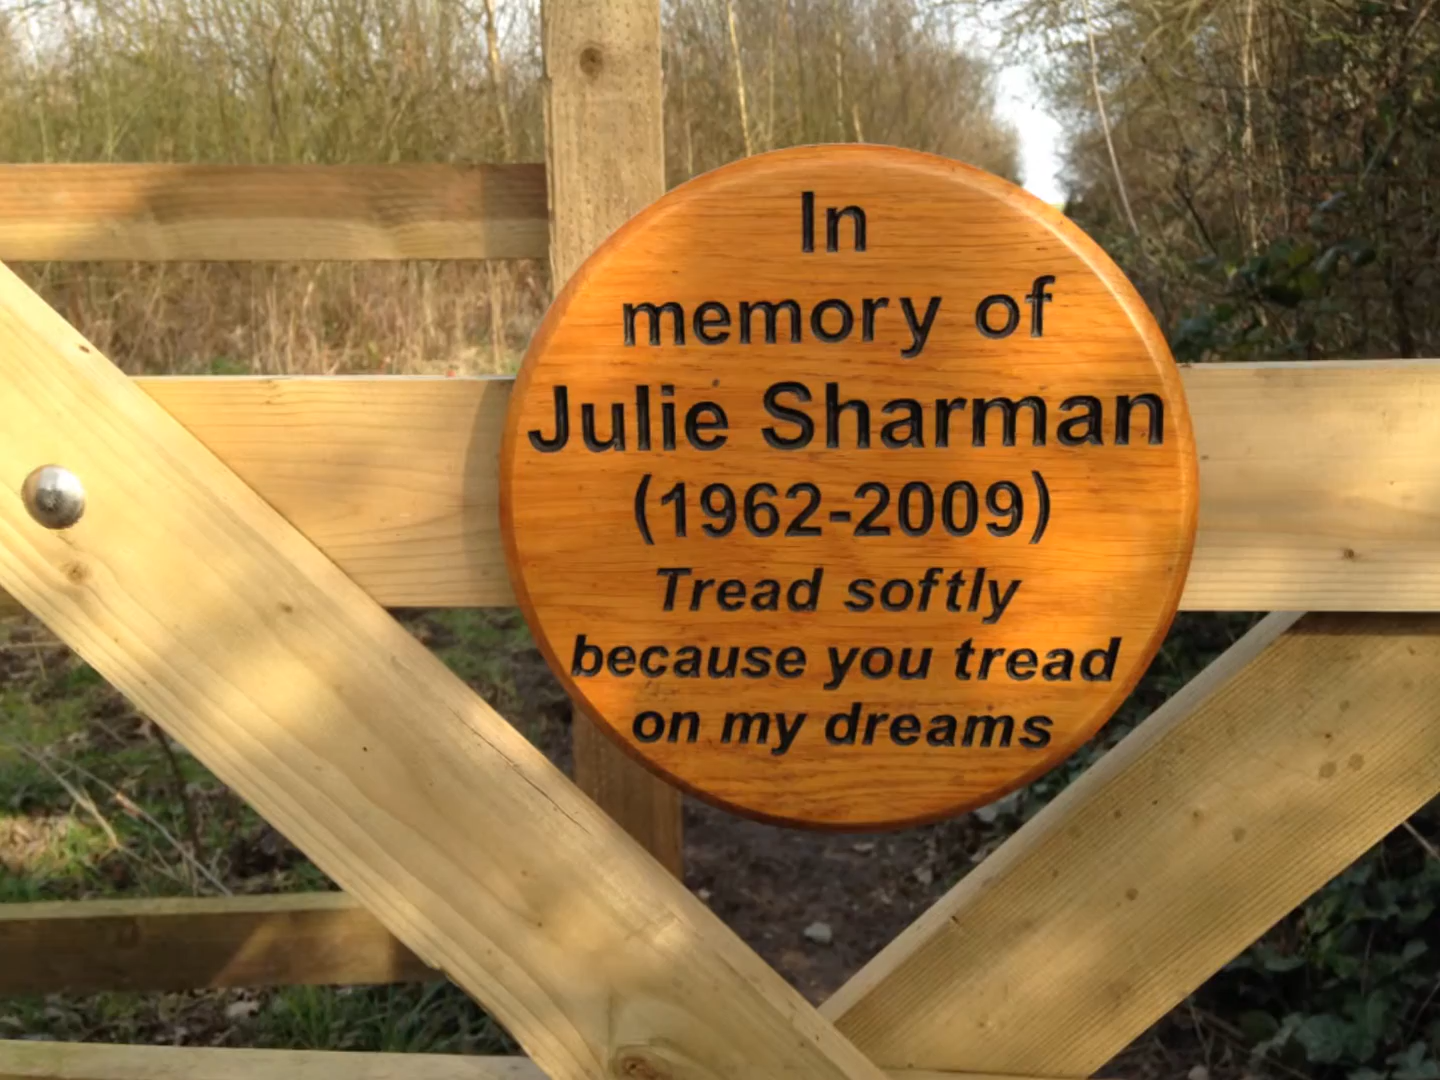 In
memory of
Julie Sharman
(1962-2009)
Tread softly
because you tread
on my dreams